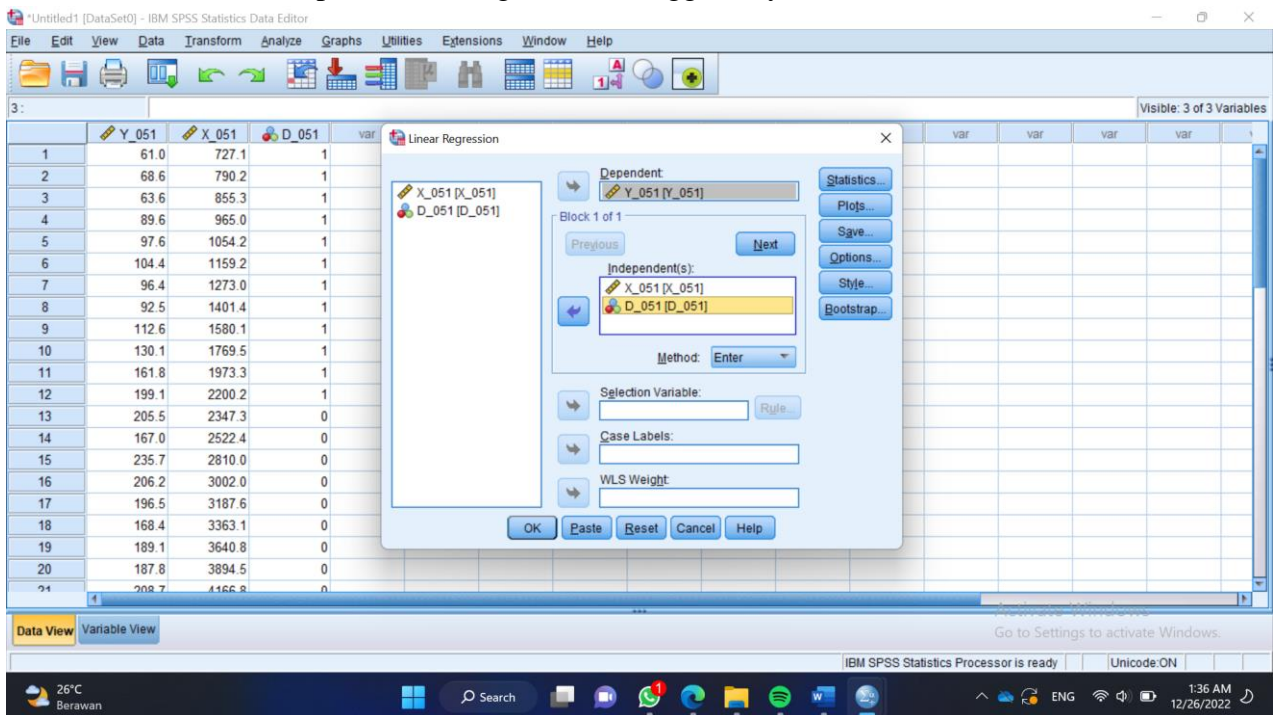 *Untitled1 [DataSet0] - IBM SPSS Statistics Data Editor
File Edit View Data Transform Analyze Graphs Utilities Extensions Window Help
3 :
Visible: 3 of 3 Variables
Y_051 X_051 D_051 var var var var var
1 61.0 727.1 1
2 68.6 790.2 1
3 63.6 855.3 1
4 89.6 965.0 1
5 97.6 1054.2 1
6 104.4 1159.2 1
7 96.4 1273.0 1
8 92.5 1401.4 1
9 112.6 1580.1 1
10 130.1 1769.5 1
11 161.8 1973.3 1
12 199.1 2200.2 1
13 205.5 2347.3 0
14 167.0 2522.4 0
15 235.7 2810.0 0
16 206.2 3002.0 0
17 196.5 3187.6 0
18 168.4 3363.1 0
19 189.1 3640.8 0
20 187.8 3894.5 0
21 208.7 4166.8 0
Linear Regression
X_051 [X_051]
D_051 [D_051]
Dependent:
Y_051 [Y_051]
Block 1 of 1
Previous Next
Independent(s):
X_051 [X_051]
D_051 [D_051]
Method: Enter
Selection Variable:
Rule...
Case Labels:
WLS Weight:
Statistics...
Plots...
Save...
Options...
Style...
Bootstrap...
OK Paste Reset Cancel Help
Activate Windows
Go to Settings to activate Windows.
Data View Variable View
IBM SPSS Statistics Processor is ready Unicode:ON
26°C
Berawan
Search
1
ENG
1:36 AM
12/26/2022